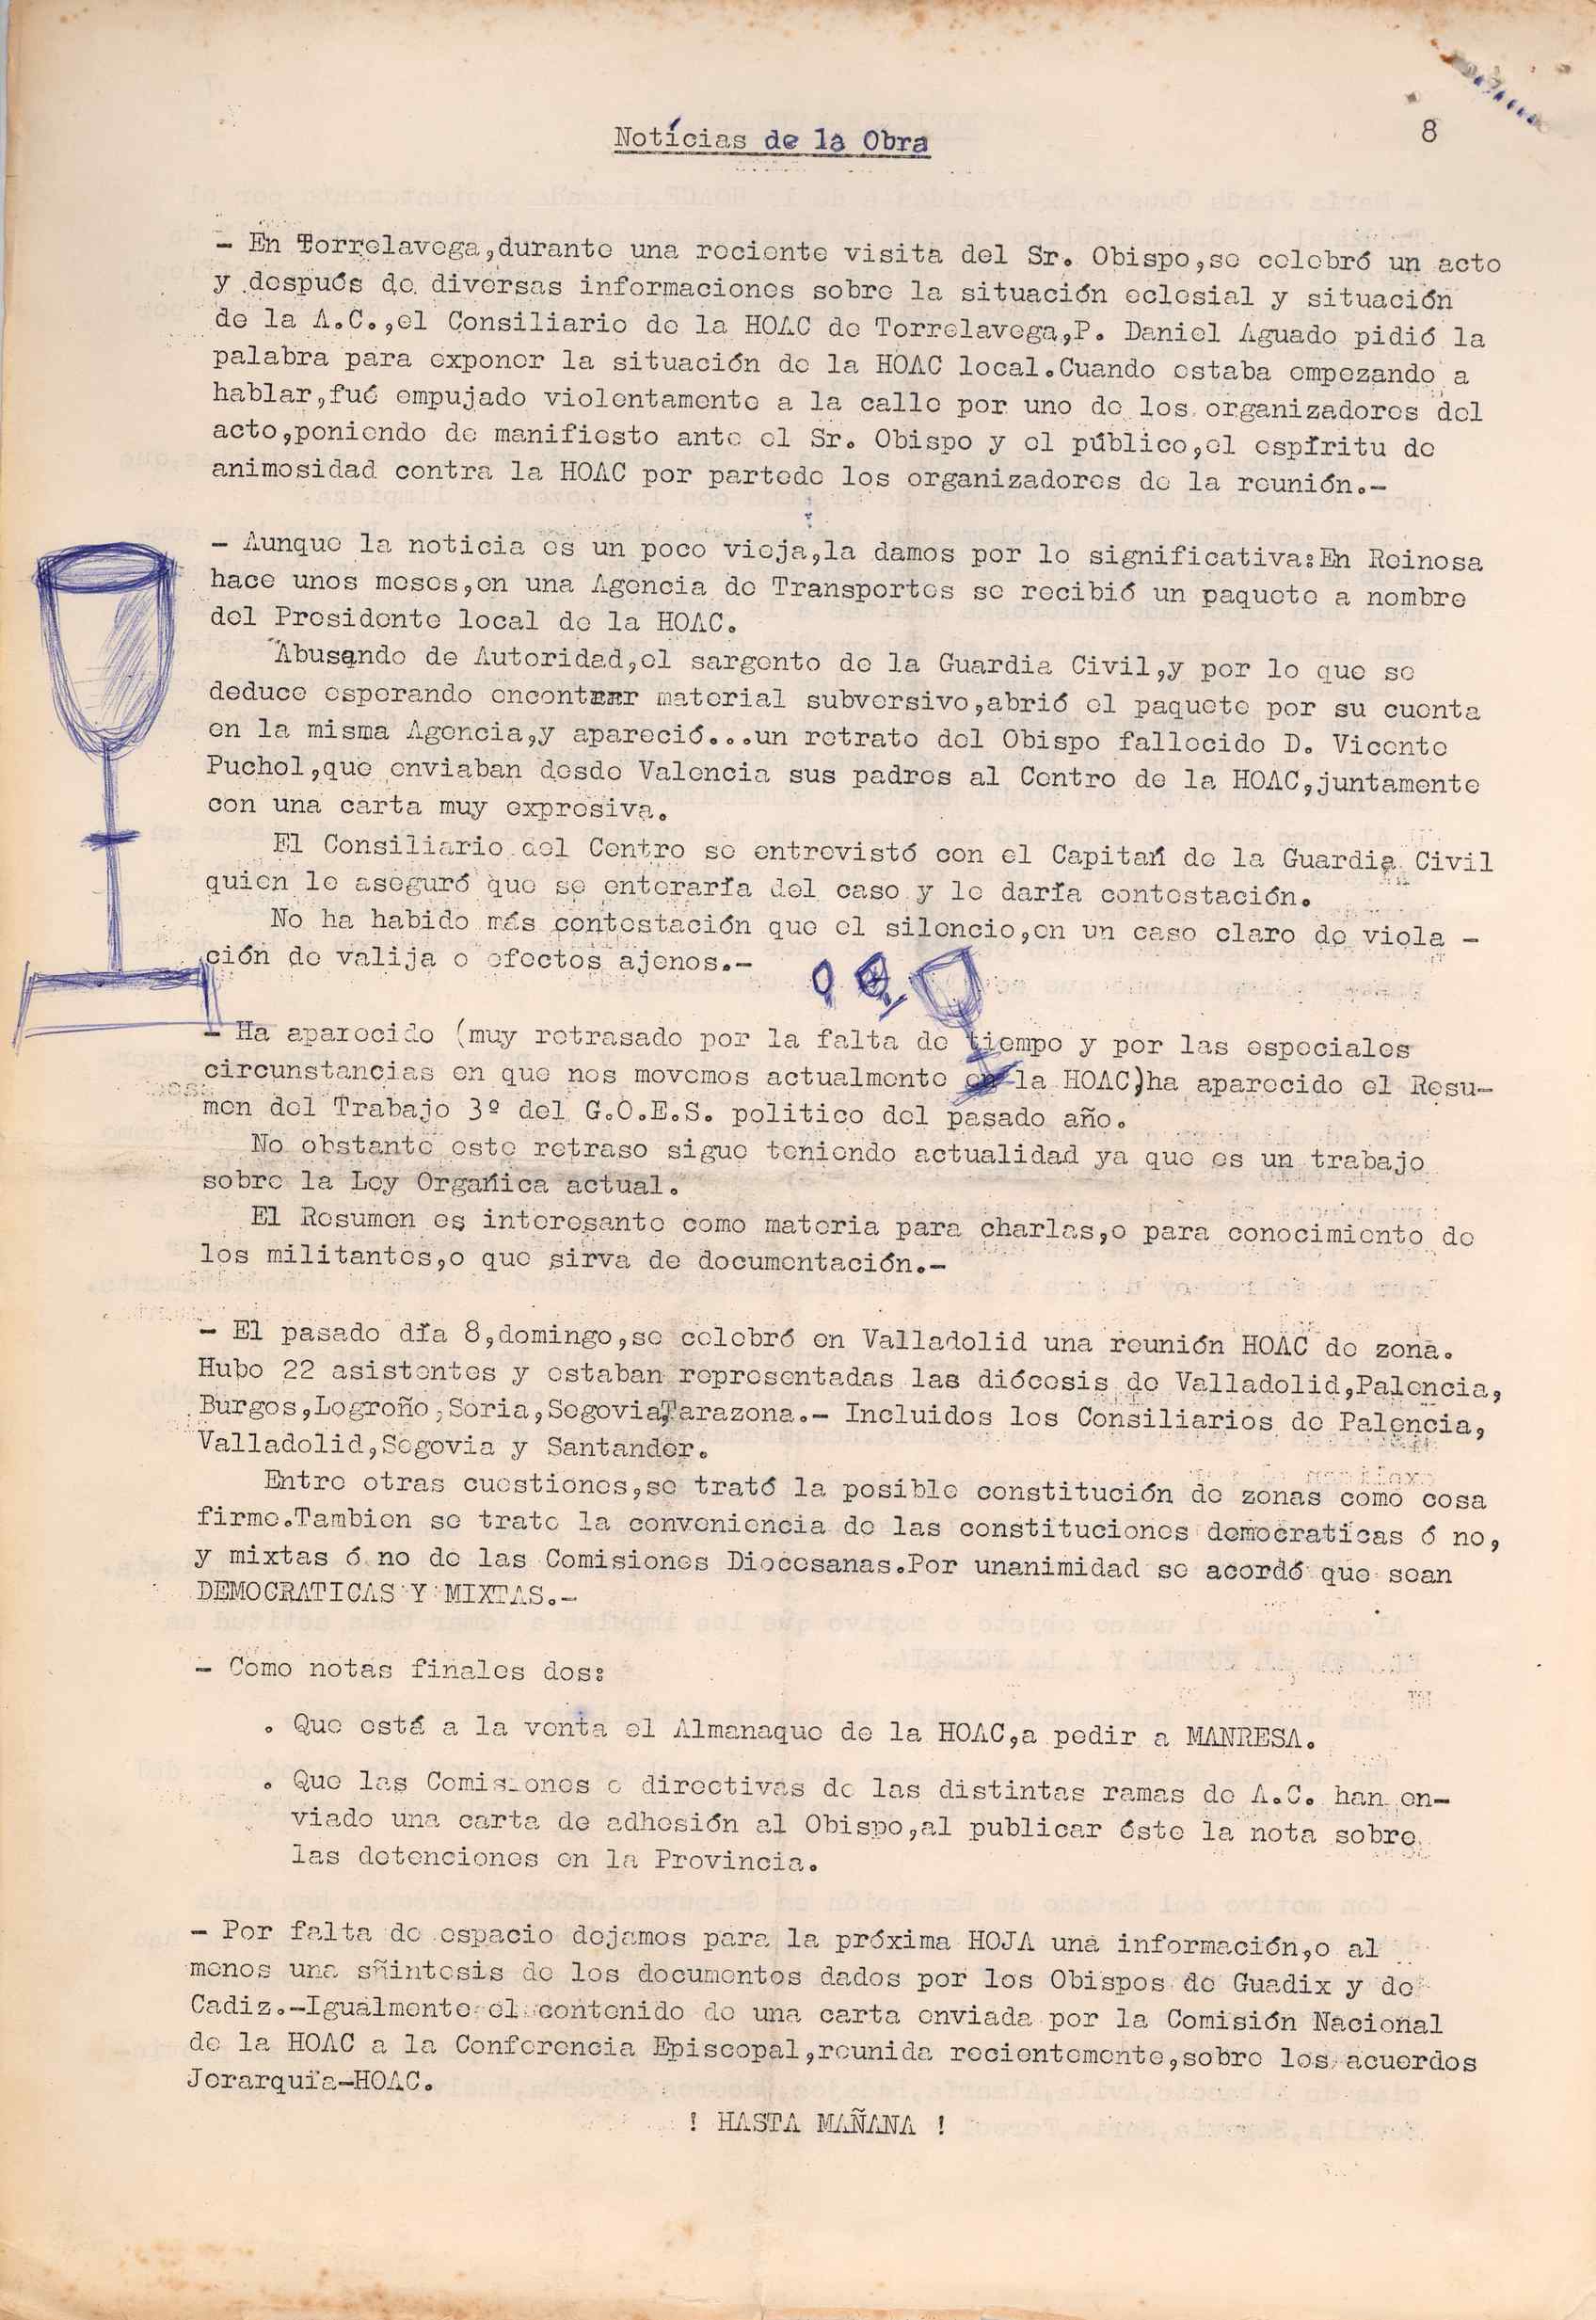 8
Notícias de la Obra
- En Torrelavega,durante una reciente visita del Sr. Obispo,se celebró un acto
y después de diversas informaciones sobre la situación eclesial y situación
de la A.C.,el Consiliario de la HOAC de Torrelavega,P. Daniel Aguado pidió la
palabra para exponer la situación de la HOAC local.Cuando estaba empezando a
hablar,fué empujado violentamente a la calle por uno de los organizadores del
acto,poniendo de manifiesto ante el Sr. Obispo y el público,el espíritu de
animosidad contra la HOAC por partede los organizadores de la reunión.-
- Aunque la noticia es un poco vieja,la damos por lo significativa:En Reinosa
hace unos meses,en una Agencia de Transportes se recibió un paquete a nombre
del Presidente local de la HOAC.
Abusando de Autoridad,el sargento de la Guardia Civil,y por lo que se
deduce esperando encontrar material subversivo,abrió el paquete por su cuenta
en la misma Agencia,y apareció...un retrato del Obispo fallecido D. Vicente
Puchol,que enviaban desde Valencia sus padres al Centro de la HOAC,juntamente
con una carta muy expresiva.
El Consiliario del Centro se entrevistó con el Capitań de la Guardia Civil
quien le aseguró que se enteraría del caso y le daría contestación.
No ha habido más contestación que el silencio,en un caso claro de viola -
ción de valija o efectos ajenos.-
- Ha aparecido (muy retrasado por la falta de tiempo y por las especiales
circunstancias en que nos movemos actualmente en la HOAC)ha aparecido el Resu-
men del Trabajo 3º del G.O.E.S. politico del pasado año.
No obstante este retraso sigue teniendo actualidad ya que es un trabajo
sobre la Ley Orgańica actual.
El Resumen es interesante como materia para charlas,o para conocimiento de
los militantes,o que sirva de documentación.-
- El pasado día 8,domingo,se celebró en Valladolid una reunión HOAC de zona.
Hubo 22 asistentes y estaban representadas las diócesis de Valladolid,Palencia,
Burgos,Logroño,Soria,Segovia,Tarazona.- Incluidos los Consiliarios de Palencia,
Valladolid,Segovia y Santander.
Entre otras cuestiones,se trató la posible constitución de zonas como cosa
firme.Tambien se trato la conveniencia de las constituciones democraticas ó no,
y mixtas ó no de las Comisiones Diocesanas.Por unanimidad se acordó que sean
DEMOCRATICAS Y MIXTAS.-
- Como notas finales dos:
. Que está a la venta el Almanaque de la HOAC,a pedir a MANRESA.
. Que las Comisiones o directivas de las distintas ramas de A.C. han en-
viado una carta de adhesión al Obispo,al publicar éste la nota sobre
las detenciones en la Provincia.
- Por falta de espacio dejamos para la próxima HOJA una información,o al
menos una sñintesis de los documentos dados por los Obispos de Guadix y de
Cadiz.-Igualmente el contenido de una carta enviada por la Comisión Nacional
de la HOAC a la Conferencia Episcopal,reunida recientemente,sobre los acuerdos
Jerarquía-HOAC.
! HASTA MAÑANA !